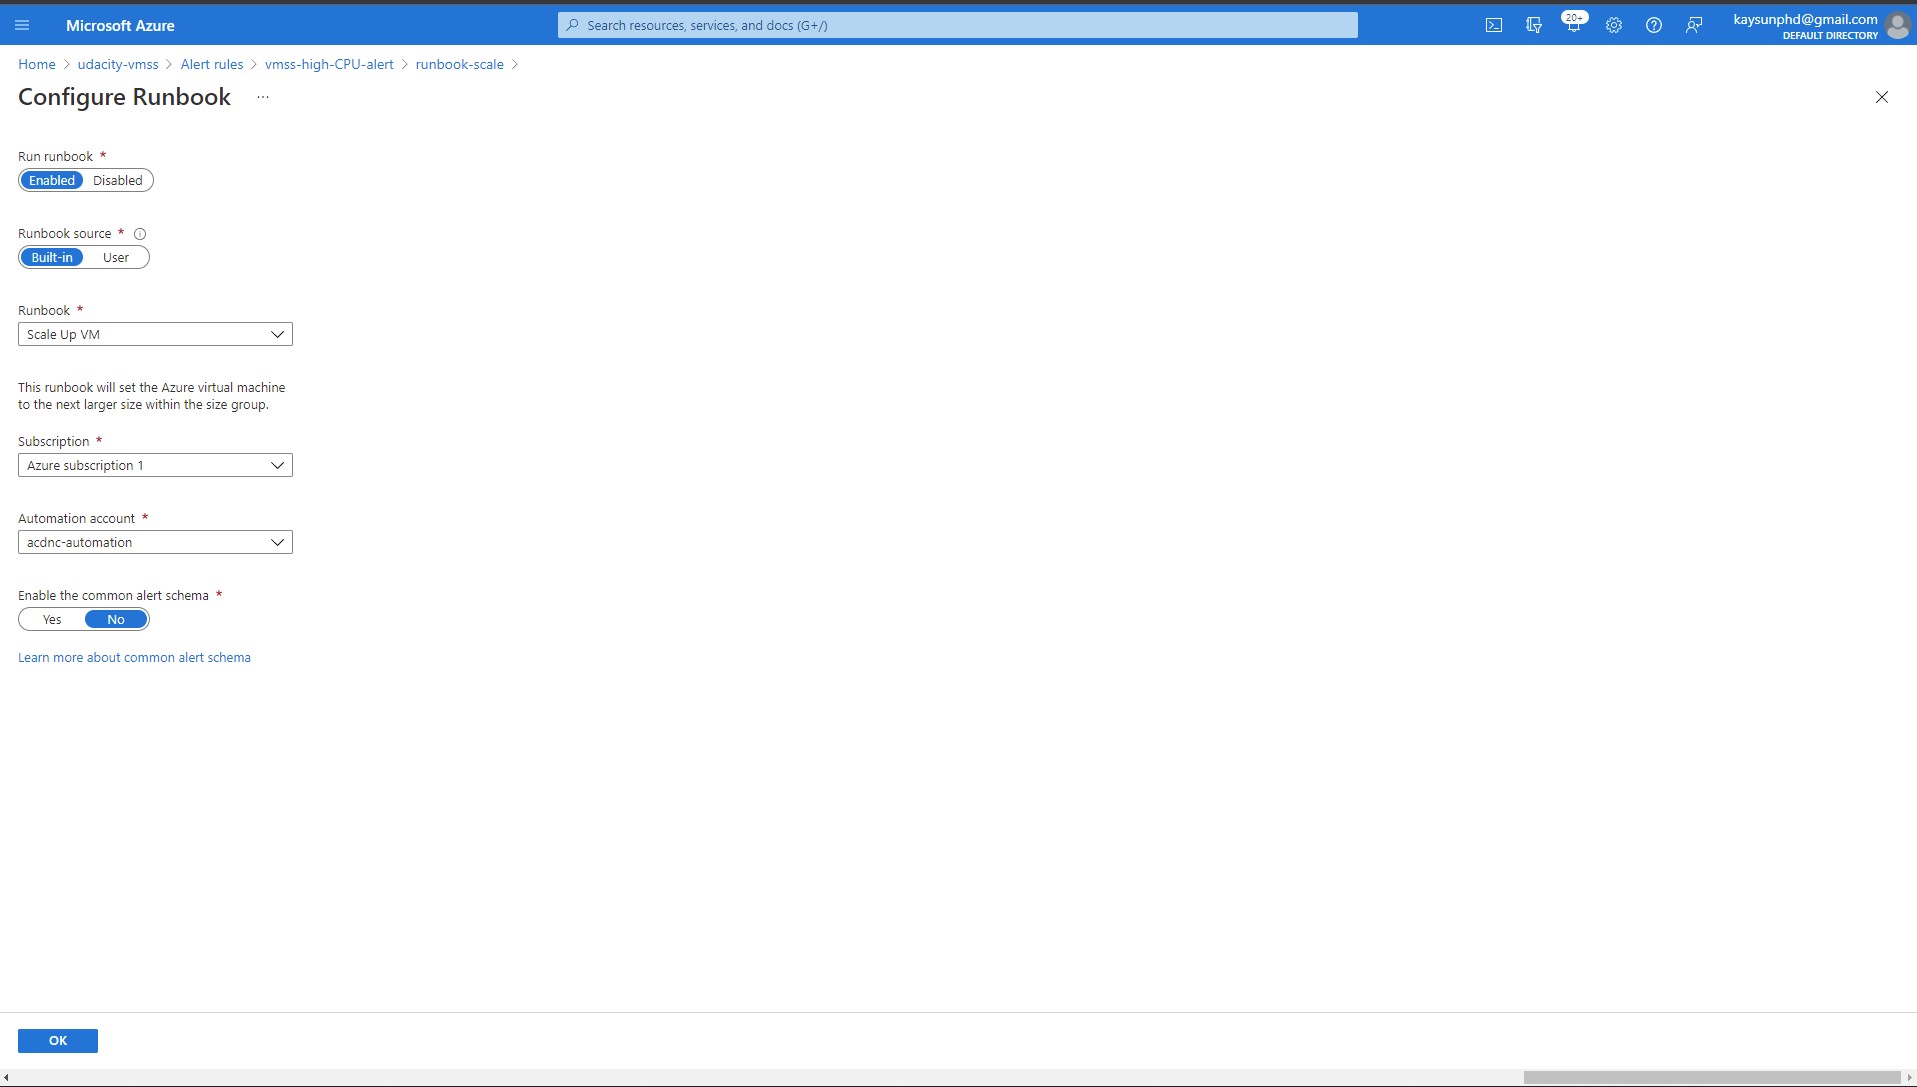 Microsoft Azure
Search resources, services, and docs (G+/)
20+
kaysunphd@gmail.com
DEFAULT DIRECTORY
Home > udacity-vmss > Alert rules > vmss-high-CPU-alert > runbook-scale >
Configure Runbook ...
Run runbook *
Enabled Disabled
Runbook source *
Built-in User
Runbook *
Scale Up VM
This runbook will set the Azure virtual machine
to the next larger size within the size group.
Subscription *
Azure subscription 1
Automation account *
acdnc-automation
Enable the common alert schema *
Yes No
Learn more about common alert schema
OK